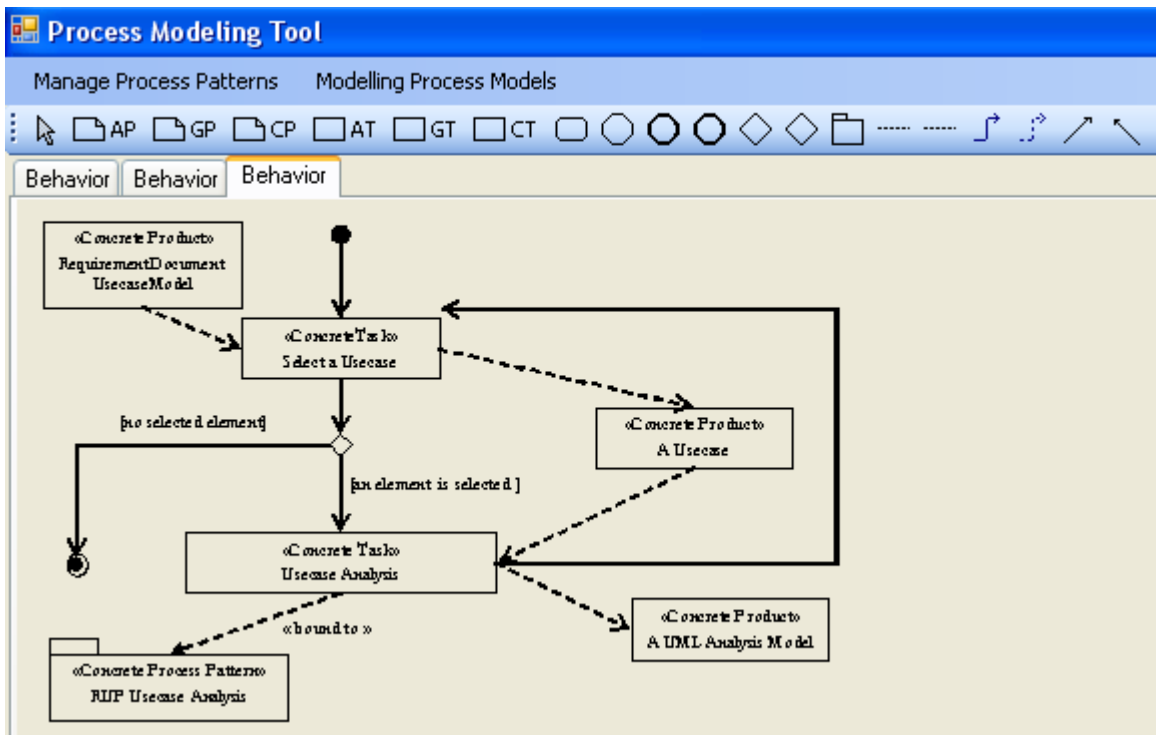 Process Modeling Tool
Manage Process Patterns Modelling Process Models
AP GP CP AT GT CT
Behavior Behavior Behavior
«Concrete Product»
RequirementDocument
UsecaseModel
«ConcreteTask»
Select a Usecase
[no selected element]
«Concrete Product»
A Usecase
[an element is selected ]
«Concrete Task»
Usecase Analysis
«bound to »
«Concrete Product»
A UML Analysis Model
«Concrete Process Pattern»
RUP Usecase Analysis